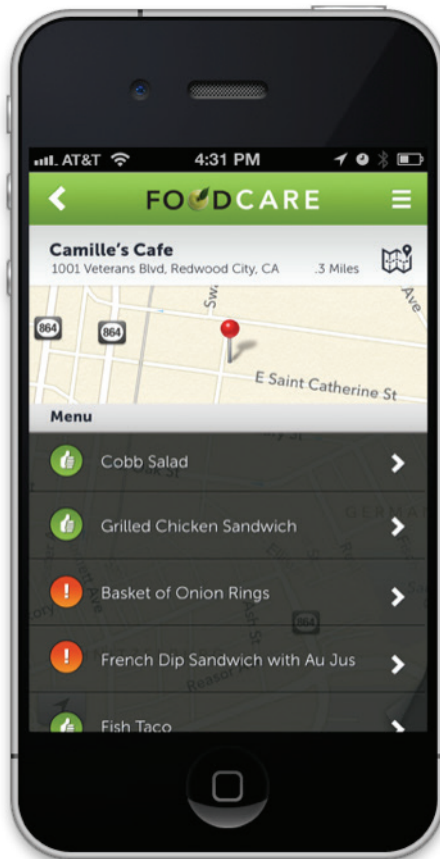 AT&T 4:31 PM
FOODCARE
Camille's Cafe
1001 Veterans Blvd, Redwood City, CA .3 Miles
864 864
E Saint Catherine St
Ave
Menu
Cobb Salad
Grilled Chicken Sandwich
Basket of Onion Rings
864
French Dip Sandwich with Au Jus
Fish Taco